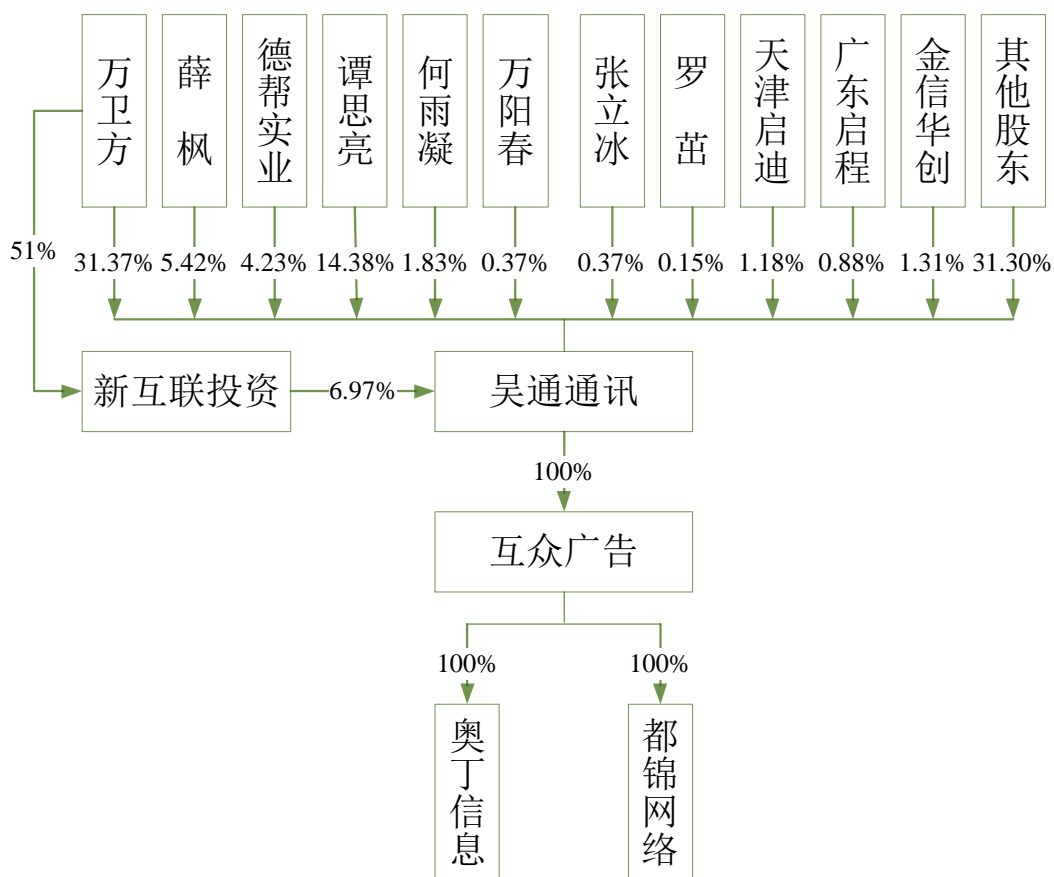 万卫方
薛枫
德帮实业
谭思亮
何雨凝
万阳春
张立冰
罗茁
天津启迪
广东启程
金信华创
其他股东
51%
31.37%
5.42%
4.23%
14.38%
1.83%
0.37%
0.37%
0.15%
1.18%
0.88%
1.31%
31.30%
新互联投资
6.97%
吴通通讯
100%
互众广告
100%
100%
奥丁信息
都锦网络